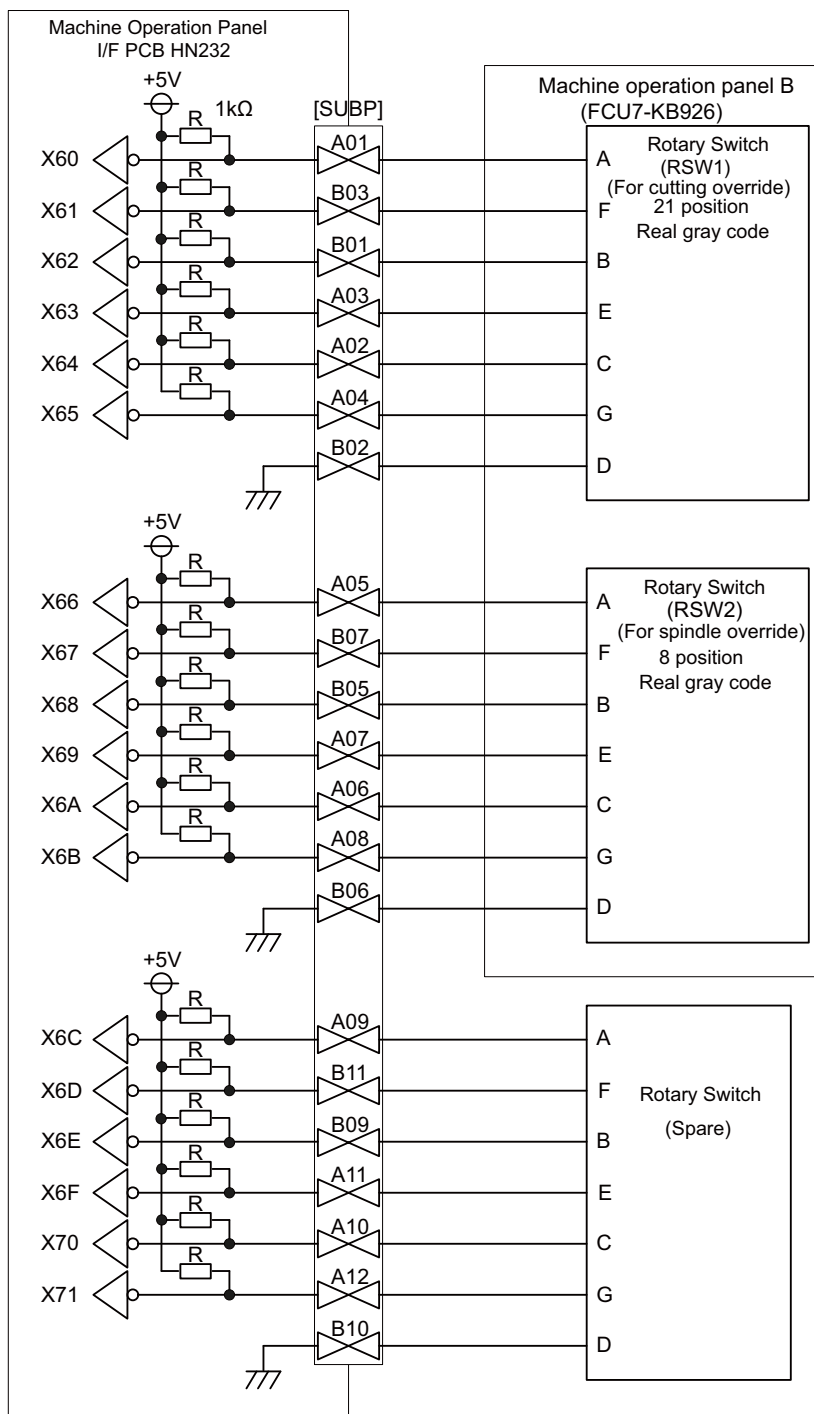 Machine Operation Panel
I/F PCB HN232
+5V
R 1kΩ [SUBP]
Machine operation panel B
(FCU7-KB926)
X60 A01 A
R
X61 B03 F
R
X62 B01 B
R
X63 A03 E
R
X64 A02 C
R
X65 A04 G
B02 D
Rotary Switch
(RSW1)
(For cutting override)
21 position
Real gray code
+5V
R
X66 A05 A
R
X67 B07 F
R
X68 B05 B
R
X69 A07 E
R
X6A A06 C
R
X6B A08 G
B06 D
Rotary Switch
(RSW2)
(For spindle override)
8 position
Real gray code
+5V
R
X6C A09 A
R
X6D B11 F
R
X6E B09 B
R
X6F A11 E
R
X70 A10 C
R
X71 A12 G
B10 D
Rotary Switch
(Spare)